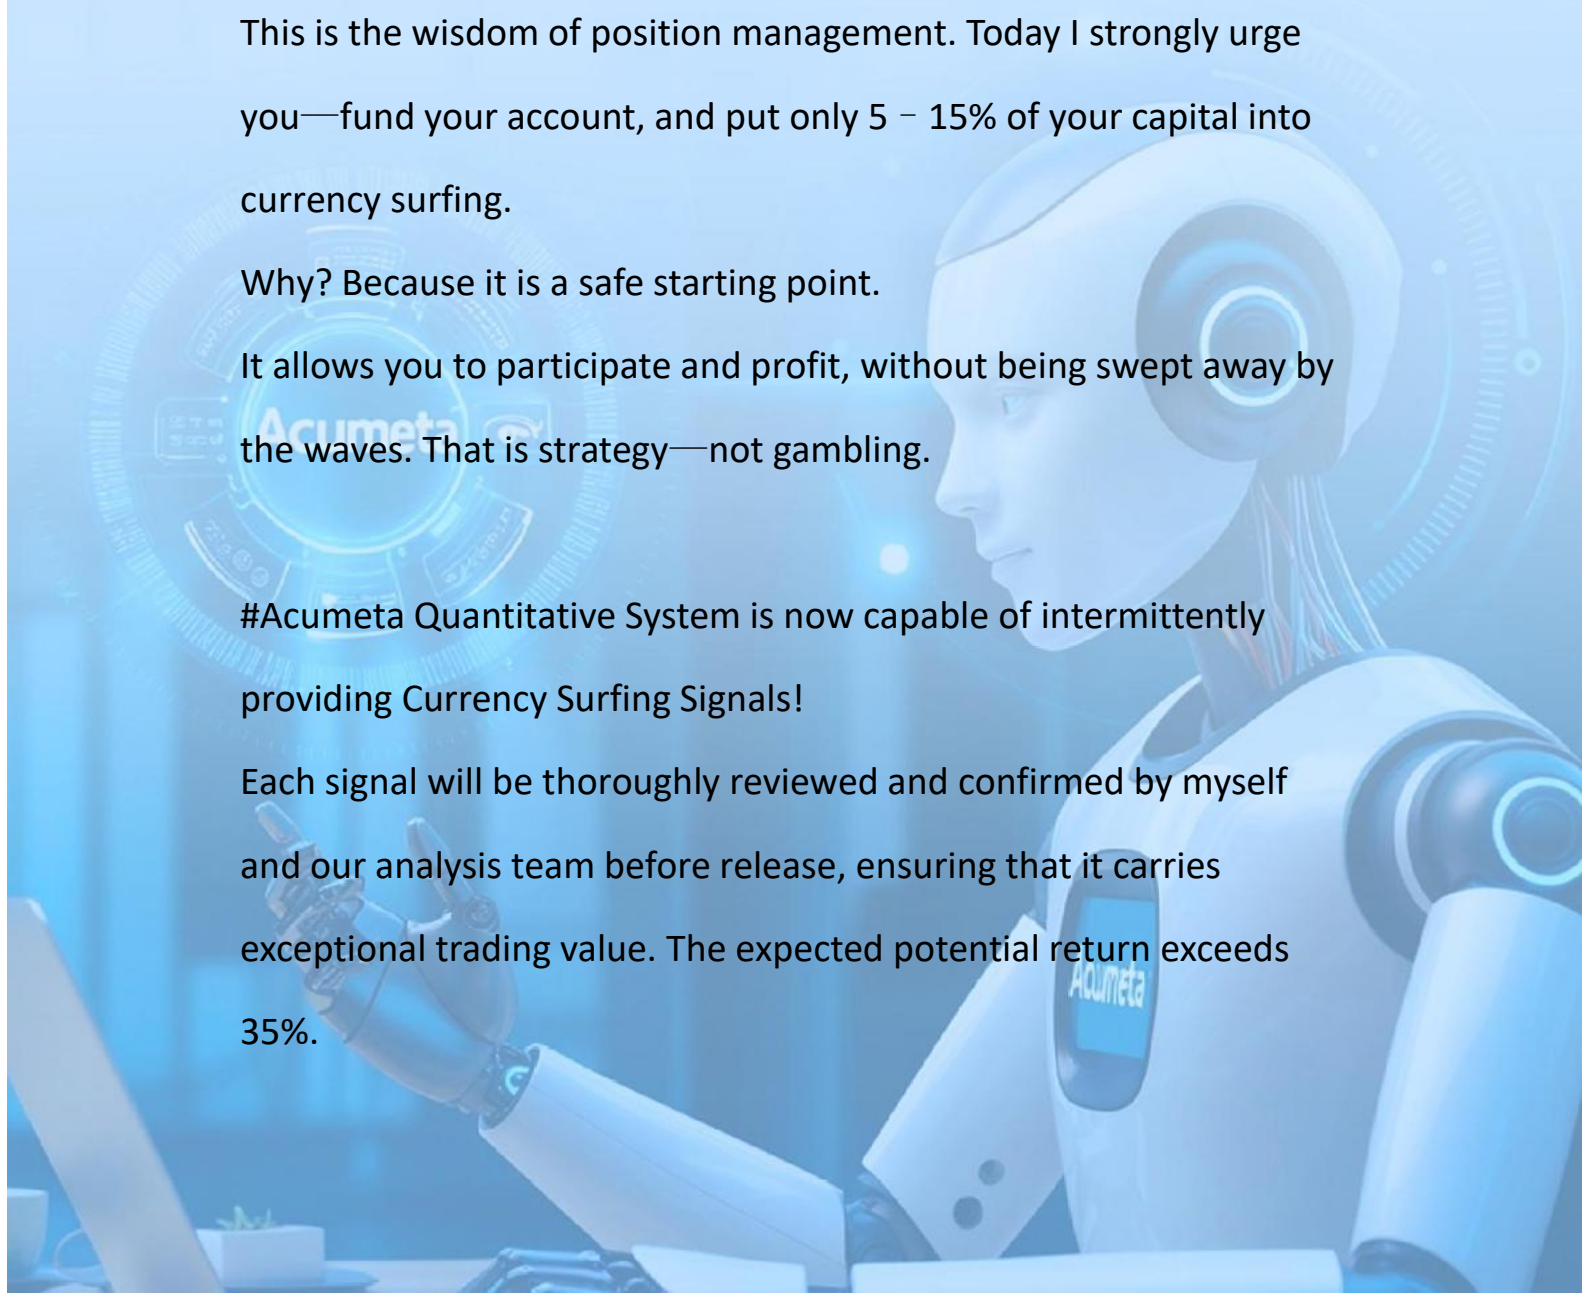 This is the wisdom of position management. Today I strongly urge
you—fund your account, and put only 5－15% of your capital into
currency surfing.
Why? Because it is a safe starting point.
It allows you to participate and profit, without being swept away by
the waves. That is strategy—not gambling.
Acumeta
#Acumeta Quantitative System is now capable of intermittently
providing Currency Surfing Signals!
Each signal will be thoroughly reviewed and confirmed by myself
and our analysis team before release, ensuring that it carries
exceptional trading value. The expected potential return exceeds
35%.
Acumeta